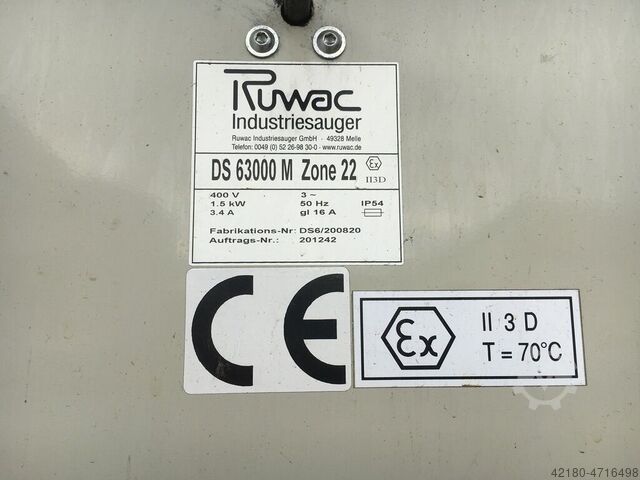 Ruwac
Industriesauger
Ruwac Industriesauger GmbH · 49328 Melle
Telefon: 0049 (0) 52 26-98 30-0 · www.ruwac.de
DS 63000 M Zone 22 Ex
II3D
400 V 3 ~
1.5 kW 50 Hz IP54
3.4 A gl 16 A
Fabrikations-Nr: DS6/200820
Auftrags-Nr.: 201242
CE
Ex II 3 D
T = 70°C
42180-4716498